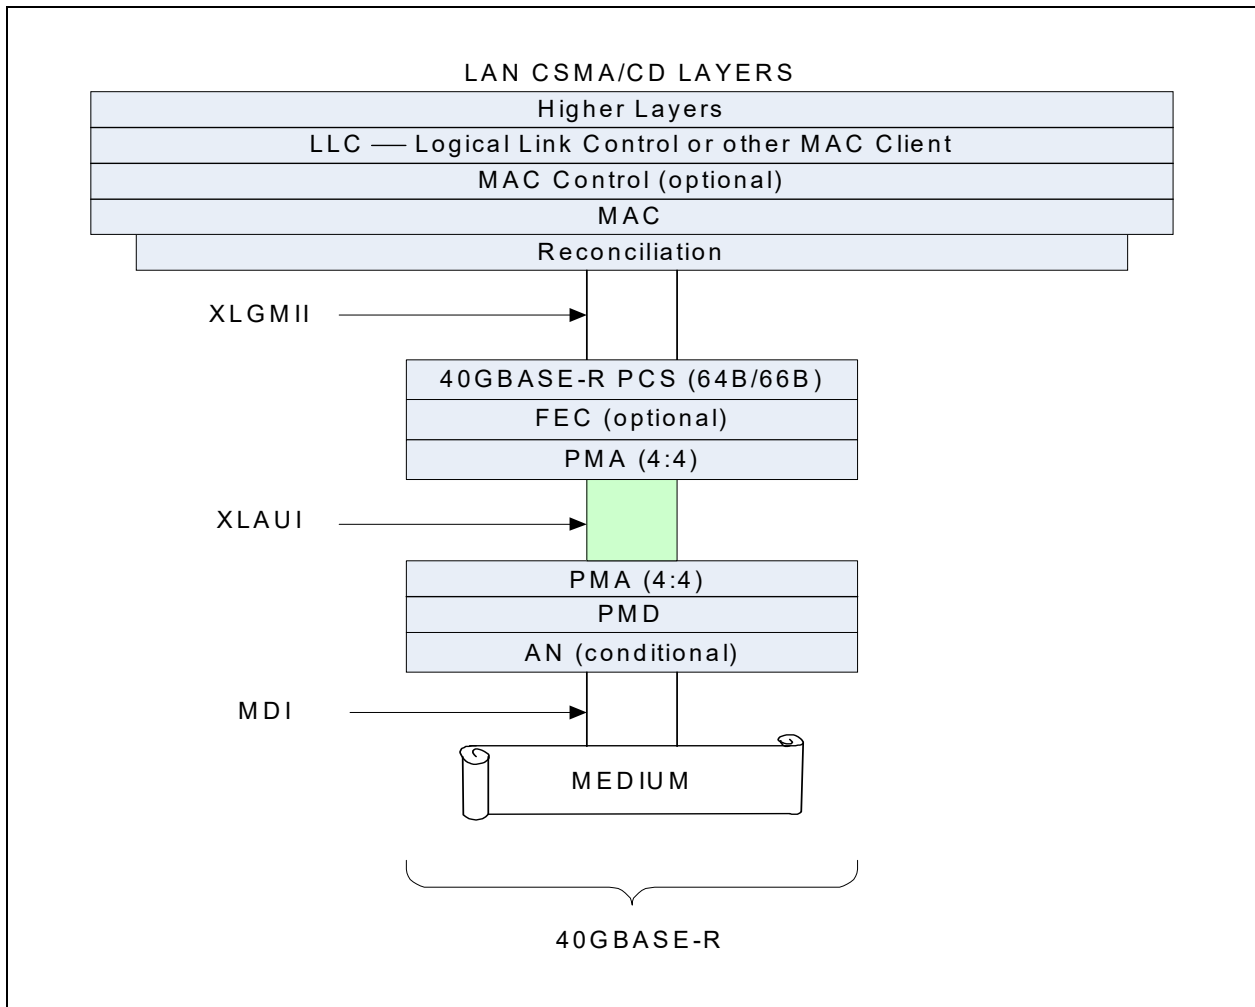 LAN CSMA/CD LAYERS
Higher Layers
LLC — Logical Link Control or other MAC Client
MAC Control (optional)
MAC
Reconciliation
XLGMII
40GBASE-R PCS (64B/66B)
FEC (optional)
PMA (4:4)
XLAUI
PMA (4:4)
PMD
AN (conditional)
MDI
MEDIUM
40GBASE-R